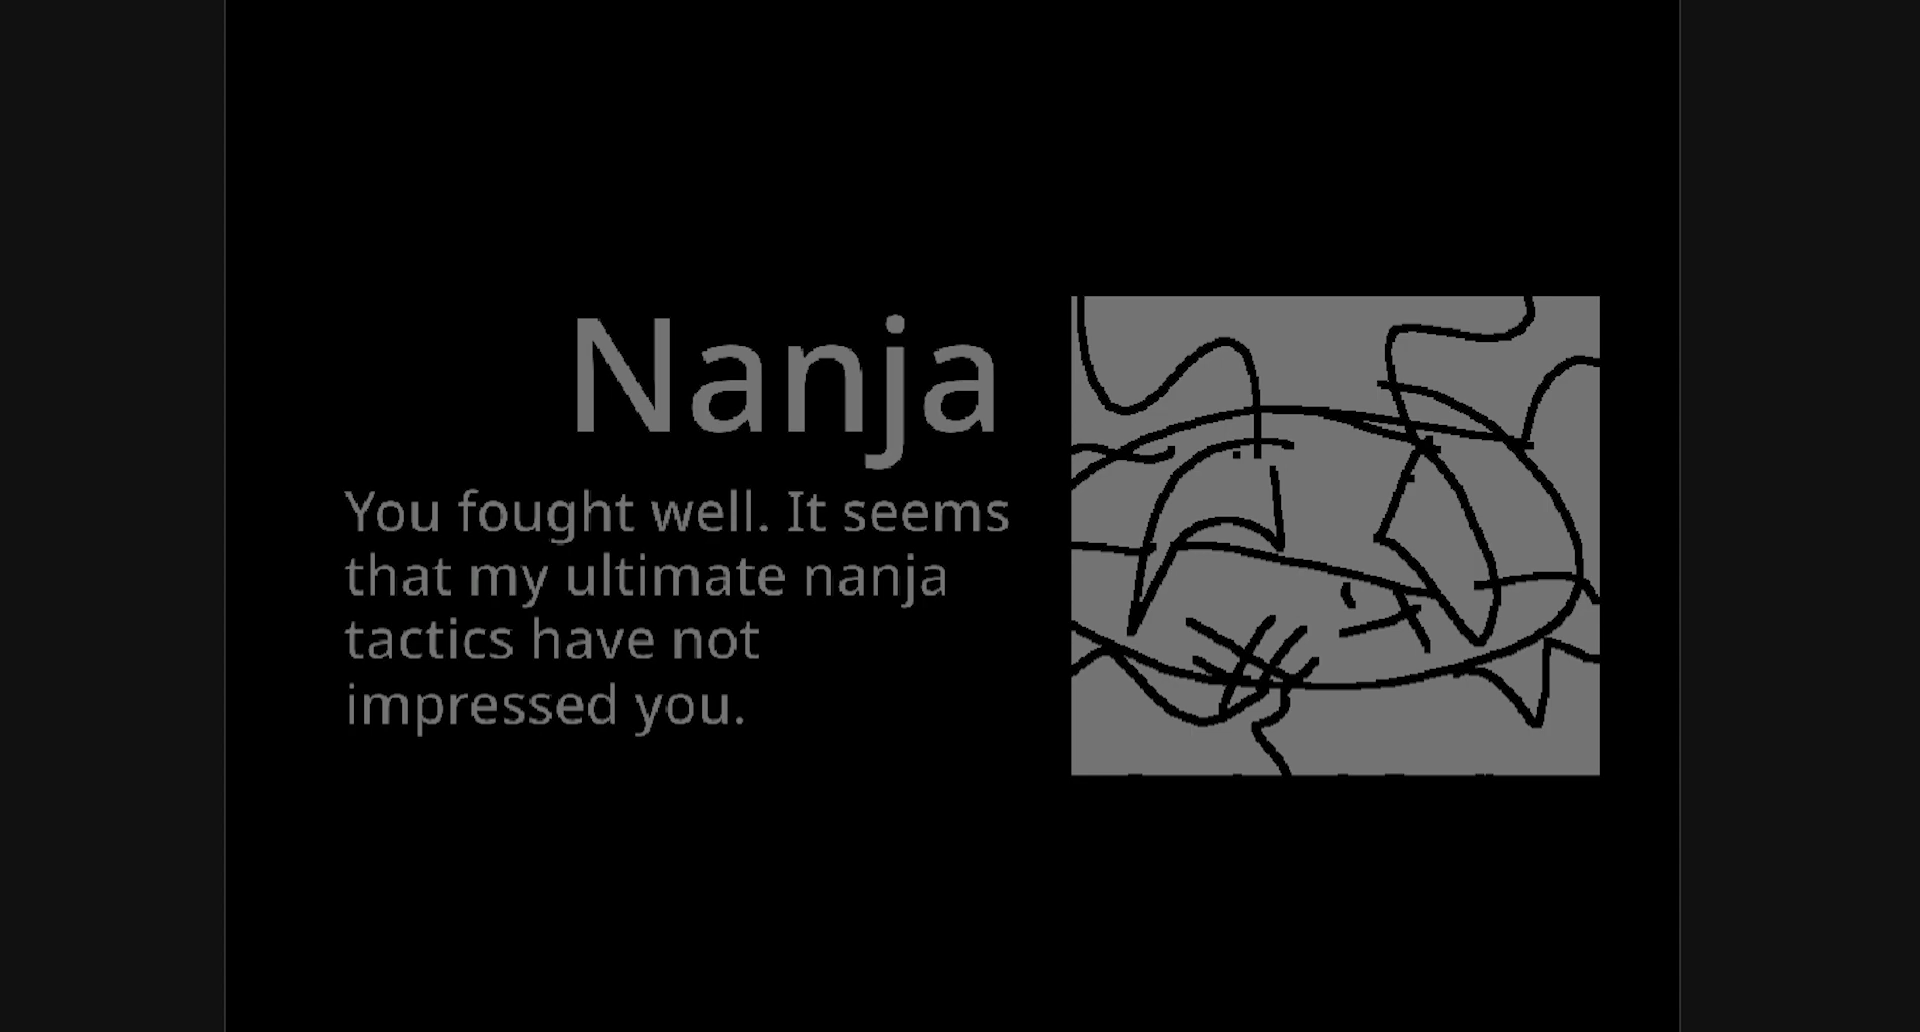 Nanja
You fought well. It seems
that my ultimate nanja
tactics have not
impressed you.